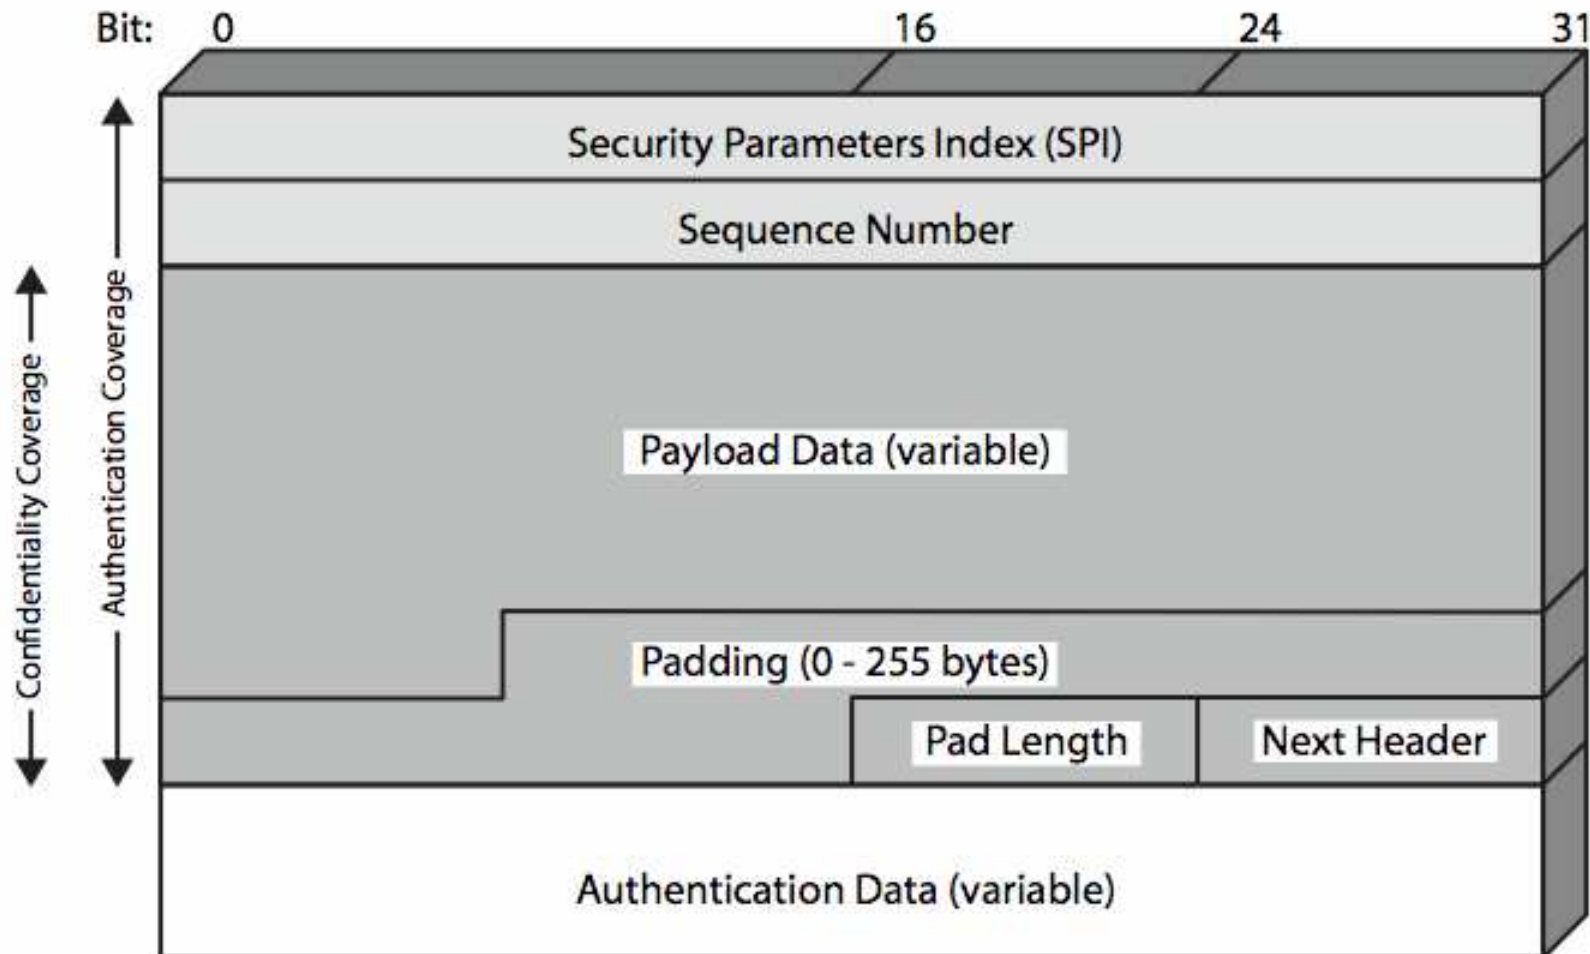 Bit: 0 16 24 31
Security Parameters Index (SPI)
Sequence Number
Confidentiality Coverage
Authentication Coverage
Payload Data (variable)
Padding (0 - 255 bytes)
Pad Length Next Header
Authentication Data (variable)